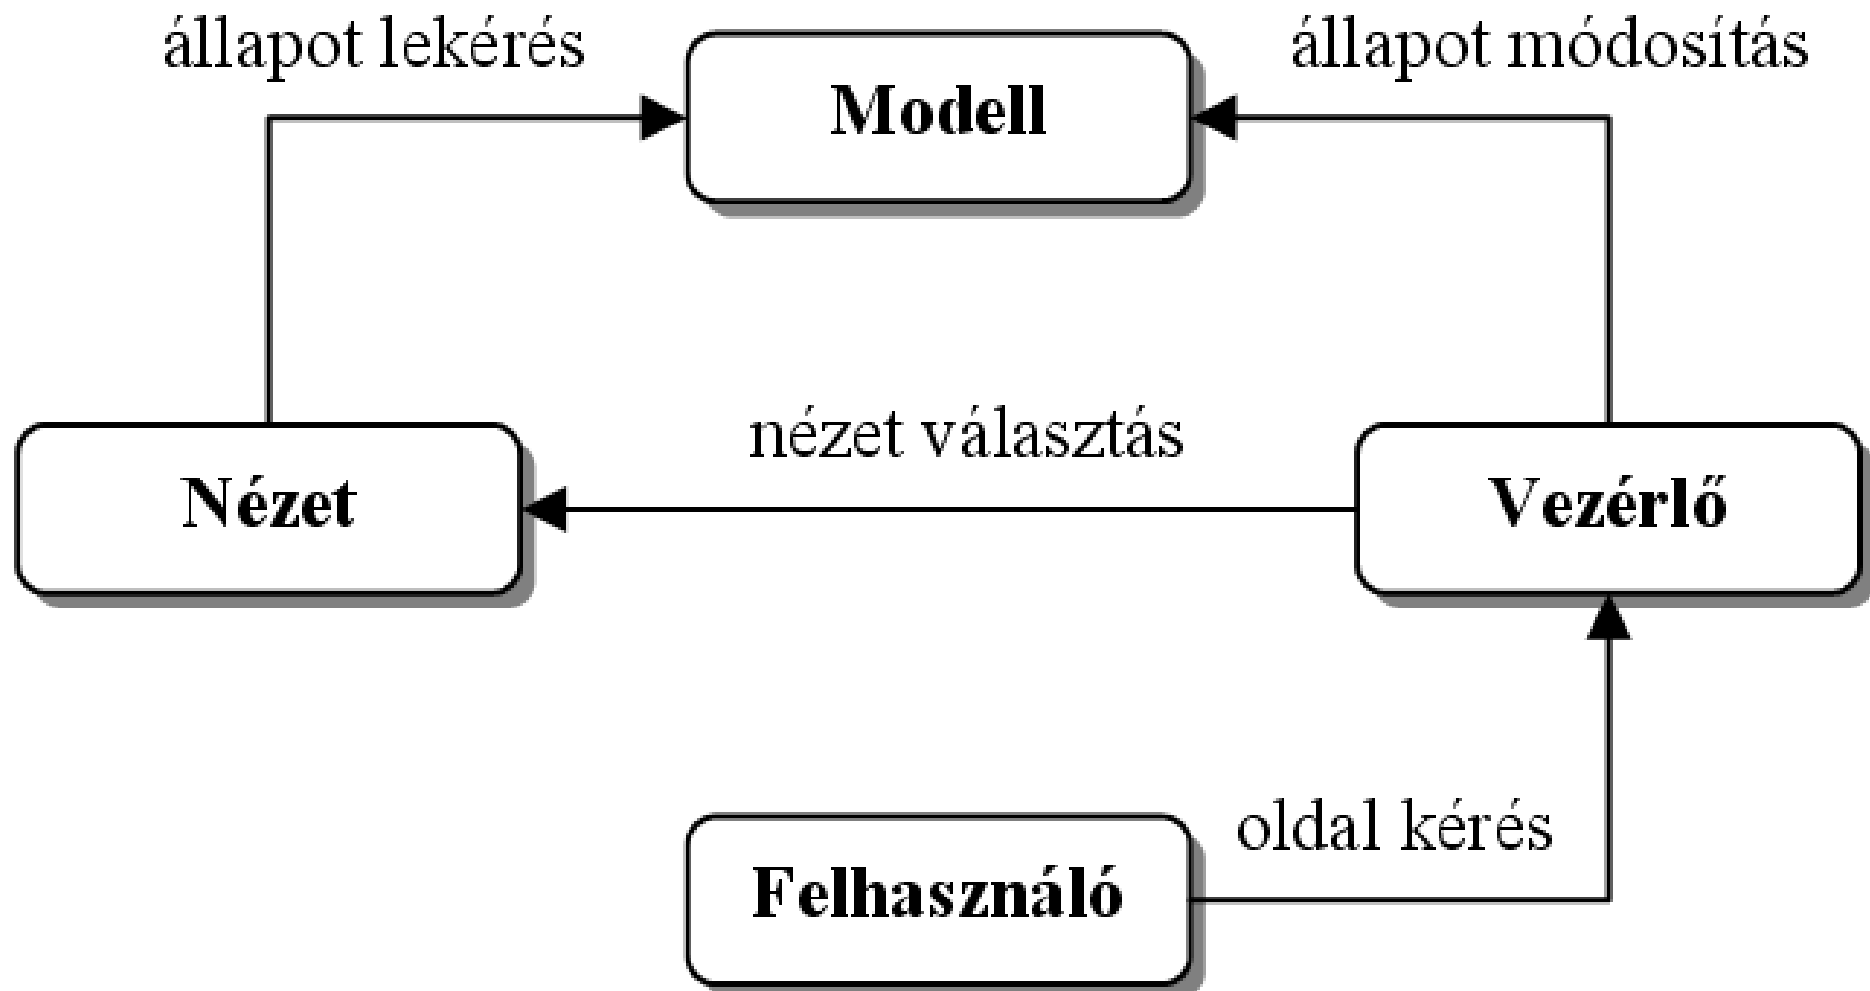 állapot lekérés
Modell
állapot módosítás
nézet választás
Nézet
Vezérlő
oldal kérés
Felhasználó